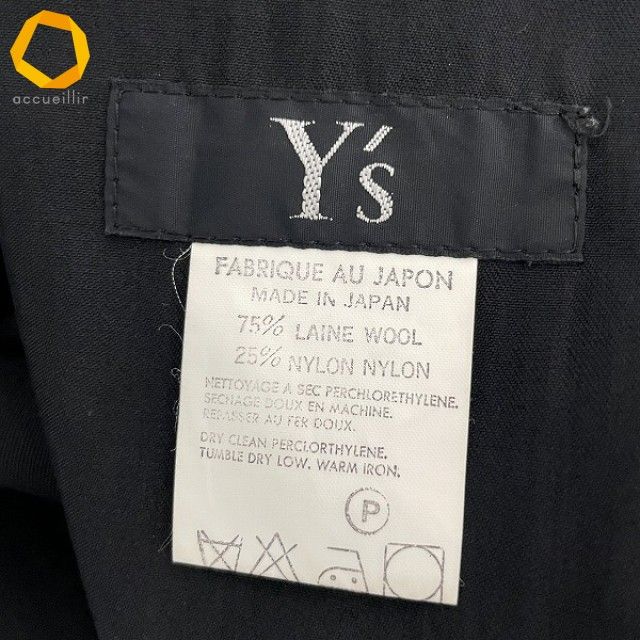 accueillir
Y's
FABRIQUE AU JAPON
MADE IN JAPAN
75% LAINE WOOL
25% NYLON NYLON
NETTOYAGE A SEC PERCHLORETHYLENE.
SECHAGE DOUX EN MACHINE.
REPASSER AU FER DOUX.
DRY CLEAN PERCLORTHYLENE.
TUMBLE DRY LOW. WARM IRON.
P